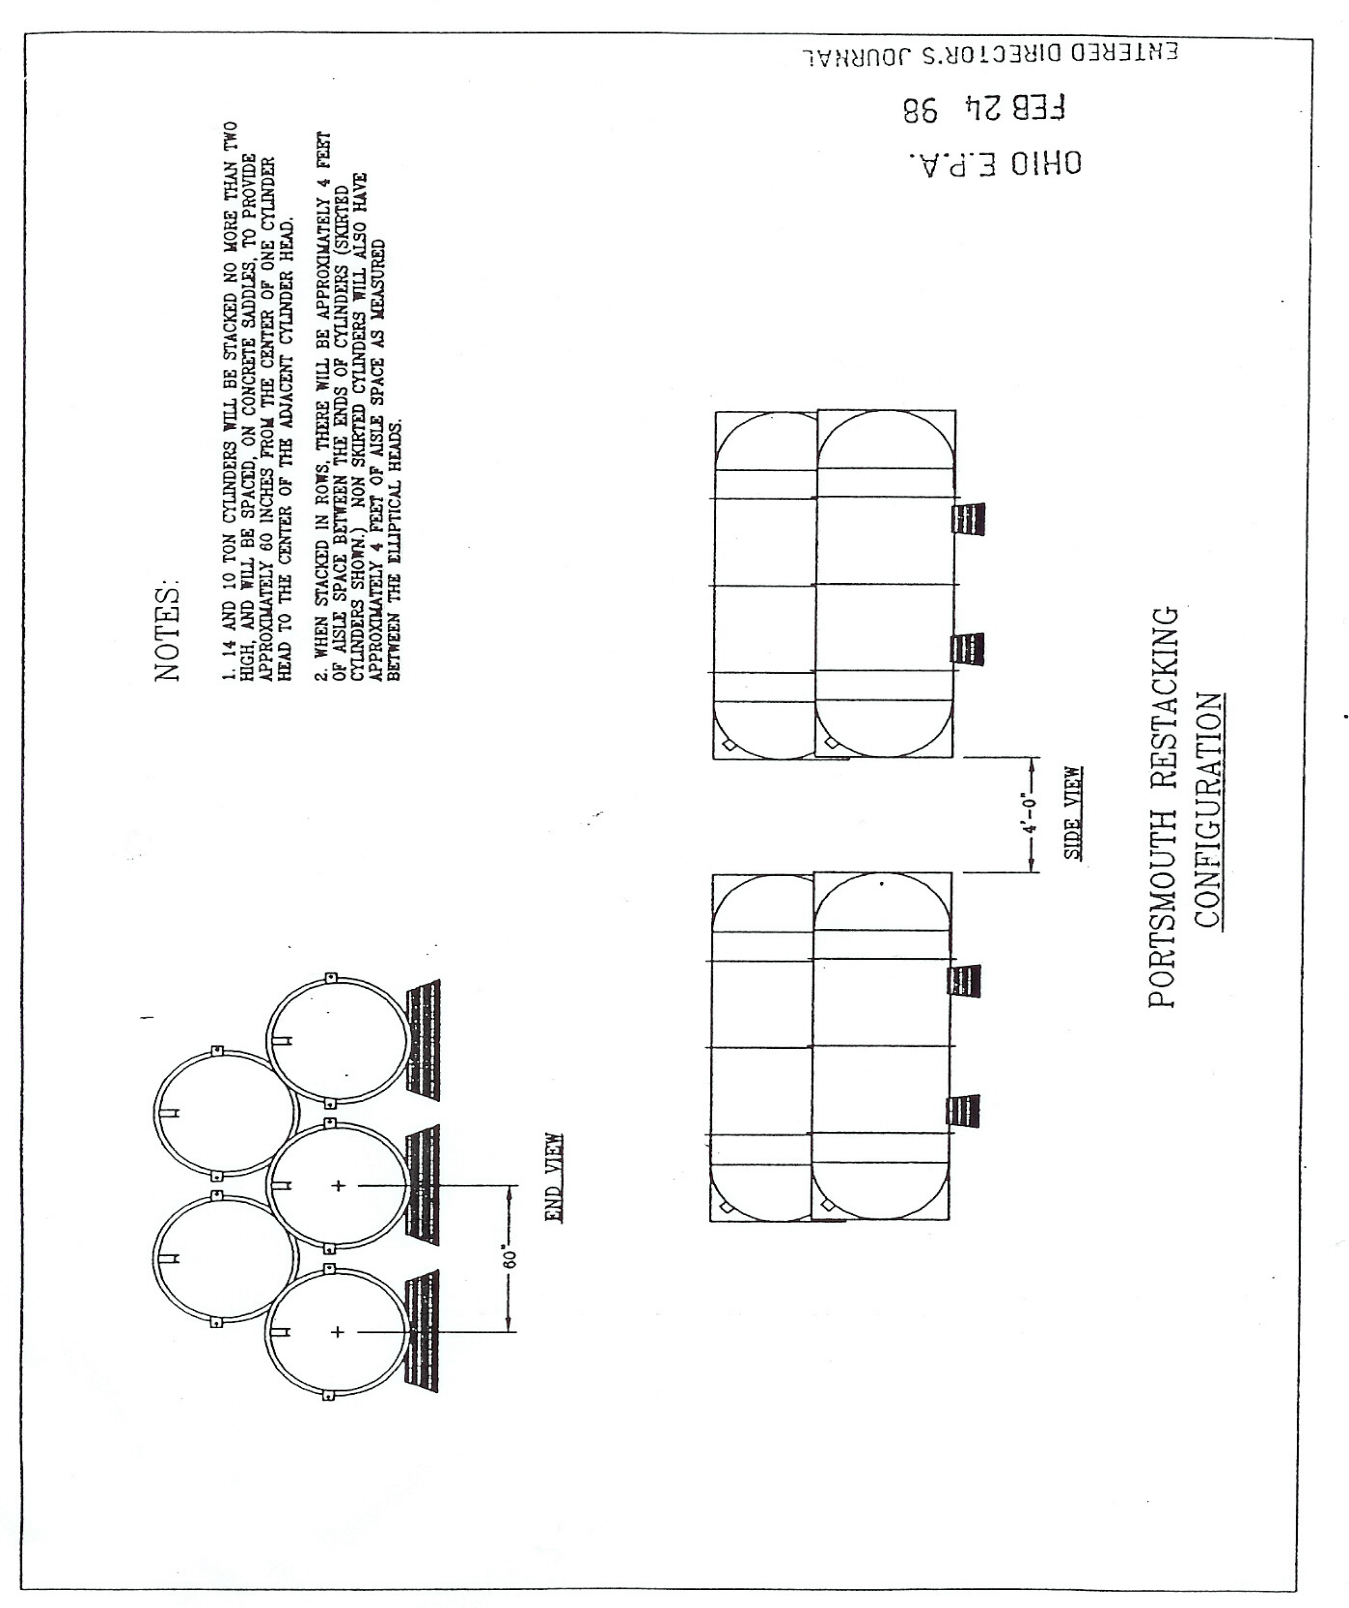 OHIO E.P.A.
FEB 24 98
ENTERED DIRECTOR'S JOURNAL
NOTES:
1. 14 AND 10 TON CYLINDERS WILL BE STACKED NO MORE THAN TWO
HIGH, AND WILL BE SPACED, ON CONCRETE SADDLES, TO PROVIDE
APPROXIMATELY 60 INCHES FROM THE CENTER OF ONE CYLINDER
HEAD TO THE CENTER OF THE ADJACENT CYLINDER HEAD.
2. WHEN STACKED IN ROWS, THERE WILL BE APPROXIMATELY 4 FEET
OF AISLE SPACE BETWEEN THE ENDS OF CYLINDERS (SKIRTED
CYLINDERS SHOWN.) NON SKIRTED CYLINDERS WILL ALSO HAVE
APPROXIMATELY 4 FEET OF AISLE SPACE AS MEASURED
BETWEEN THE ELLIPTICAL HEADS.
60"
END VIEW
4'-0"
SIDE VIEW
PORTSMOUTH RESTACKING
CONFIGURATION